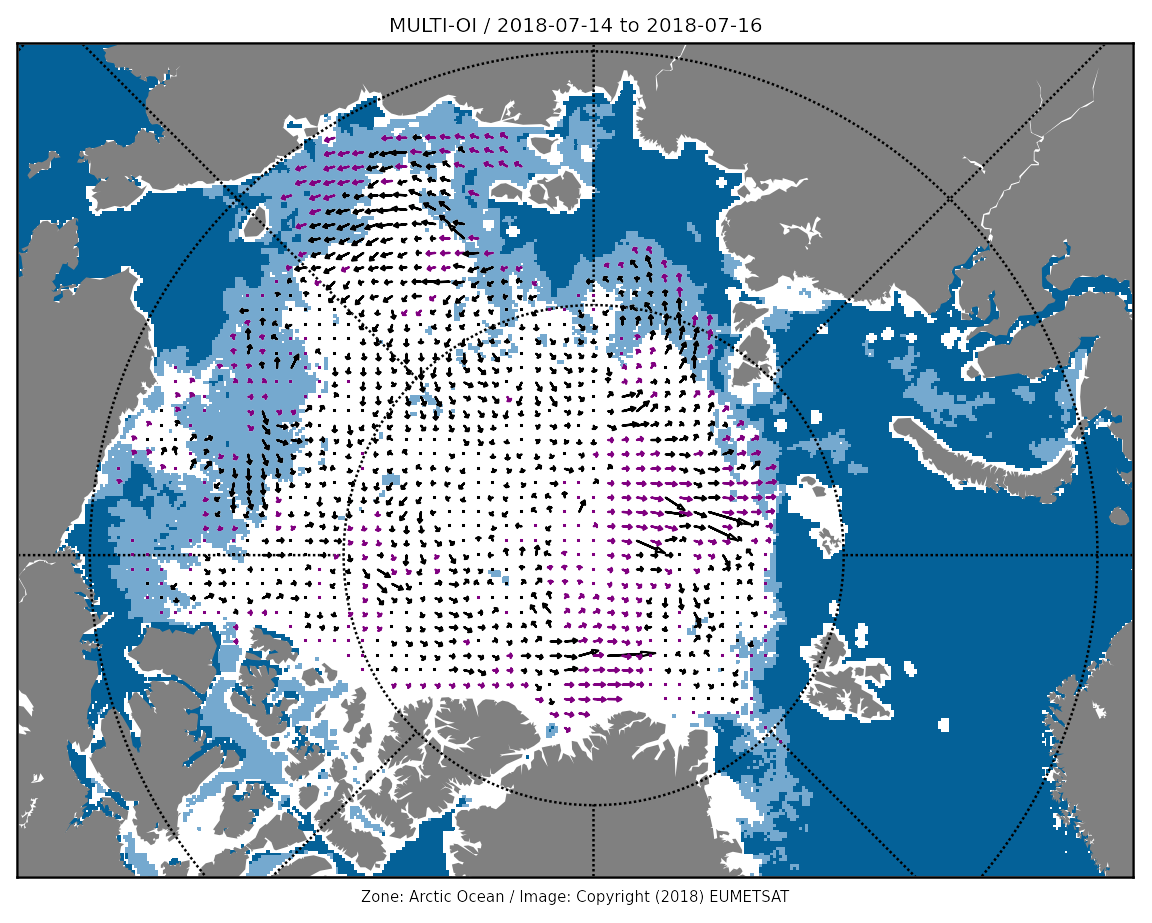 MULTI-OI / 2018-07-14 to 2018-07-16
Zone: Arctic Ocean / Image: Copyright (2018) EUMETSAT